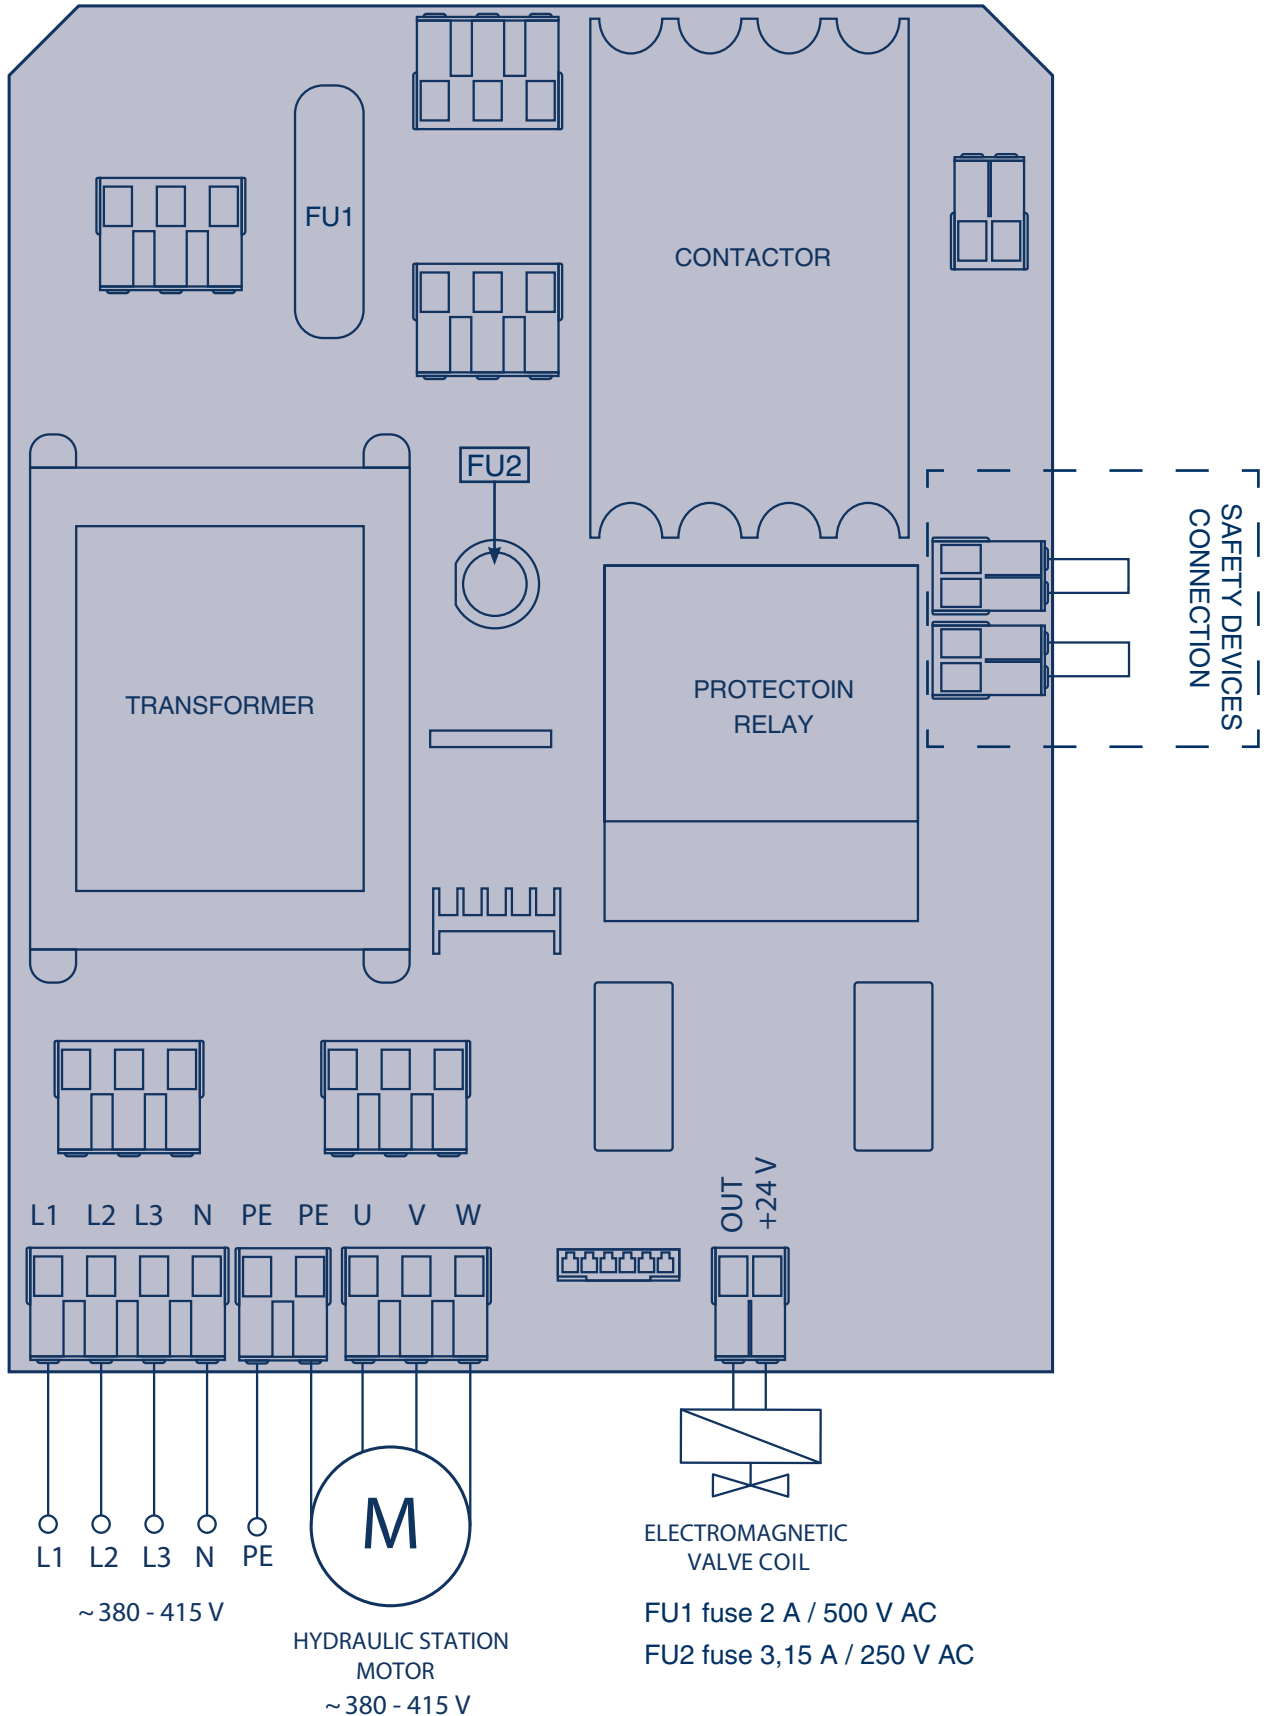 FU1
CONTACTOR
FU2
SAFETY DEVICES
CONNECTION
TRANSFORMER
PROTECTOIN
RELAY
OUT
+24 V
L1 L2 L3 N PE PE U V W
M
L1 L2 L3 N PE
~ 380 - 415 V
HYDRAULIC STATION
MOTOR
~ 380 - 415 V
ELECTROMAGNETIC
VALVE COIL
FU1 fuse 2 A / 500 V AC
FU2 fuse 3,15 A / 250 V AC